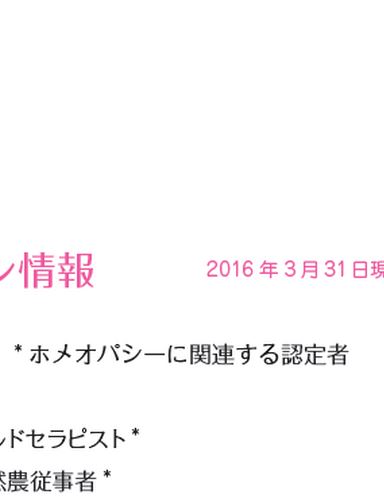 ン情報
2016 年 3 月 31 日現
* ホメオパシーに関連する認定者
ルドセラピスト *
然農従事者 *